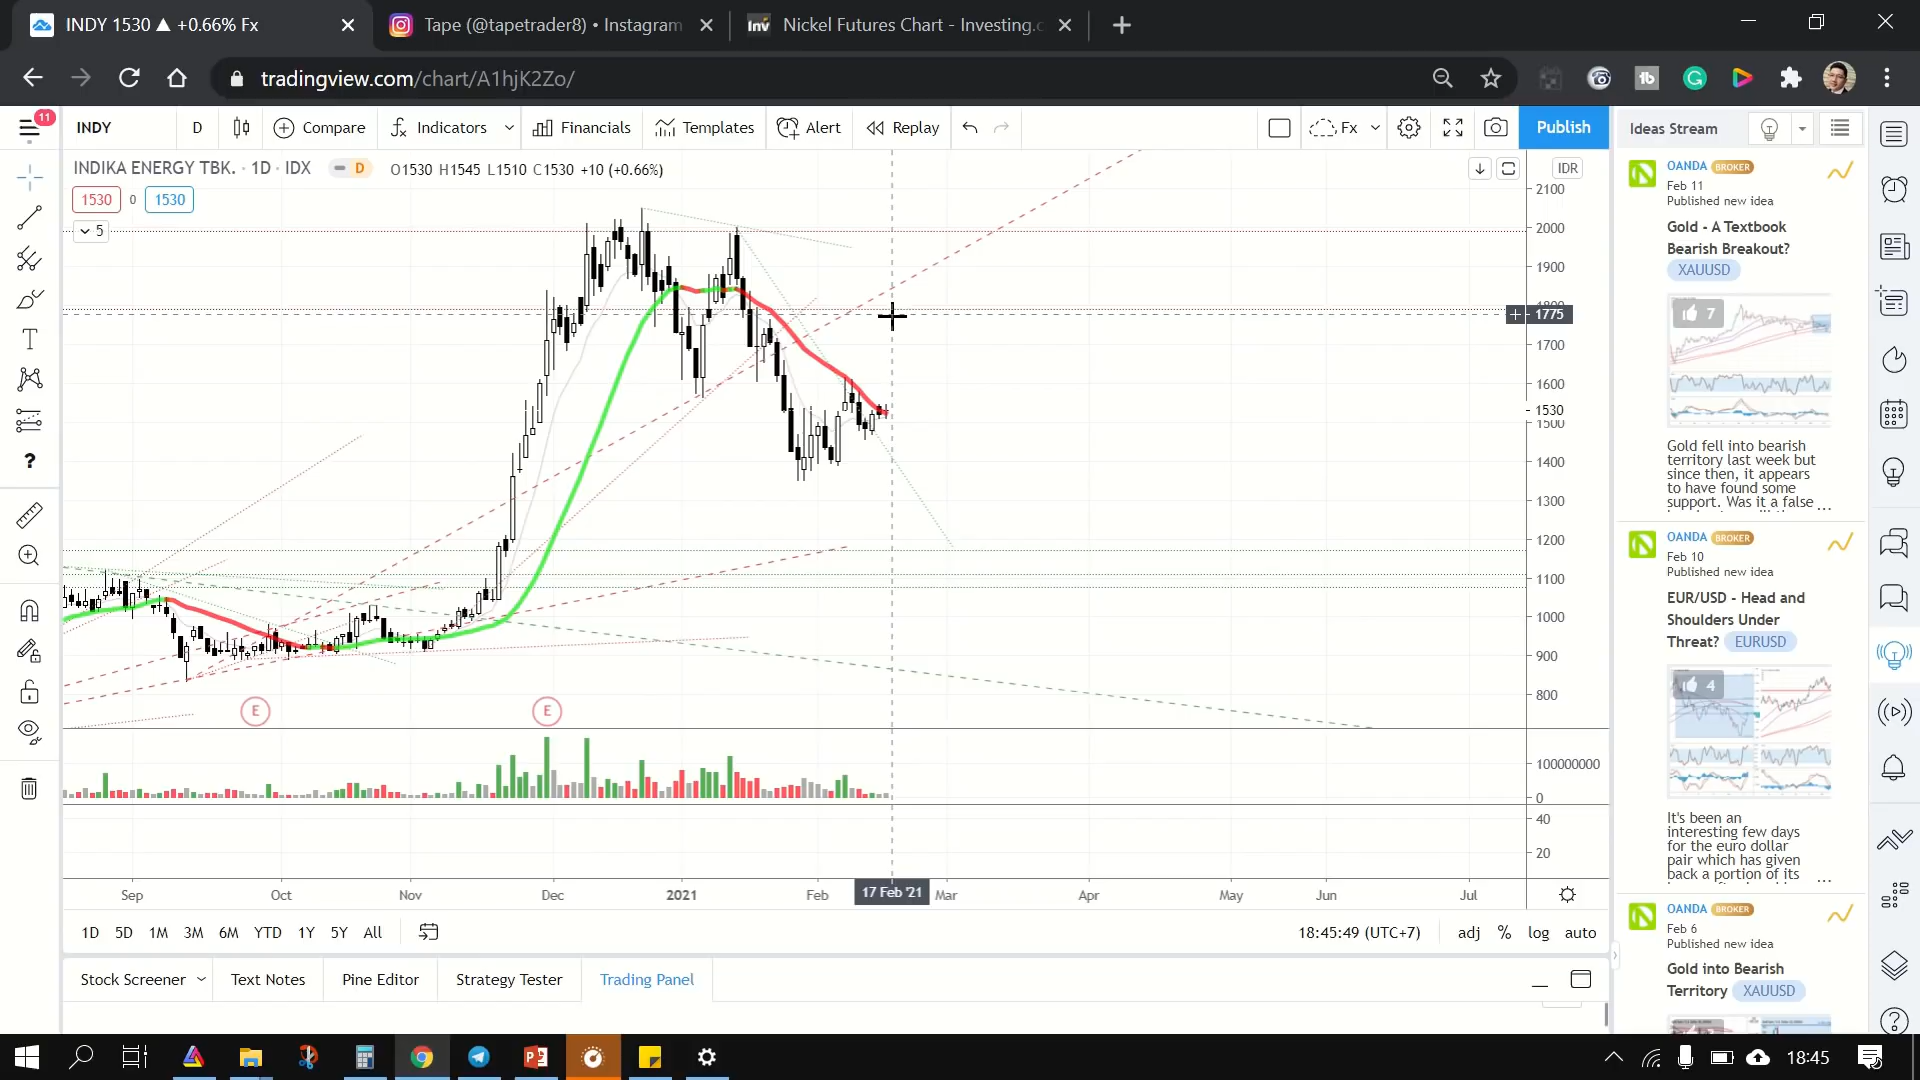 INDY 1530 ▲ +0.66% Fx
Tape (@tapetrader8) • Instagram
Inv
Nickel Futures Chart - Investing.c
tradingview.com/chart/A1hjK2Zo/
11
INDY
D
Compare
Indicators
Financials
Templates
Alert
Replay
Fx
Publish
Ideas Stream
INDIKA ENERGY TBK. · 1D · IDX
D
O1530 H1545 L1510 C1530 +10 (+0.66%)
IDR
1530
0
1530
5
2100
2000
1900
1800
1775
1700
1600
1530
1500
1400
1300
1200
1100
1000
900
800
E
E
100000000
0
40
20
Sep
Oct
Nov
Dec
2021
Feb
17 Feb '21
Mar
Apr
May
Jun
Jul
1D
5D
1M
3M
6M
YTD
1Y
5Y
All
18:45:49 (UTC+7)
adj
%
log
auto
Stock Screener
Text Notes
Pine Editor
Strategy Tester
Trading Panel
OANDA BROKER
Feb 11
Published new idea
Gold - A Textbook
Bearish Breakout?
XAUUSD
7
Gold fell into bearish
territory last week but
since then, it appears
to have found some
support. Was it a false
...
OANDA BROKER
Feb 10
Published new idea
EUR/USD - Head and
Shoulders Under
Threat? EURUSD
4
It's been an
interesting few days
for the euro dollar
pair which has given
back a portion of its
...
OANDA BROKER
Feb 6
Published new idea
Gold into Bearish
Territory XAUUSD
18:45